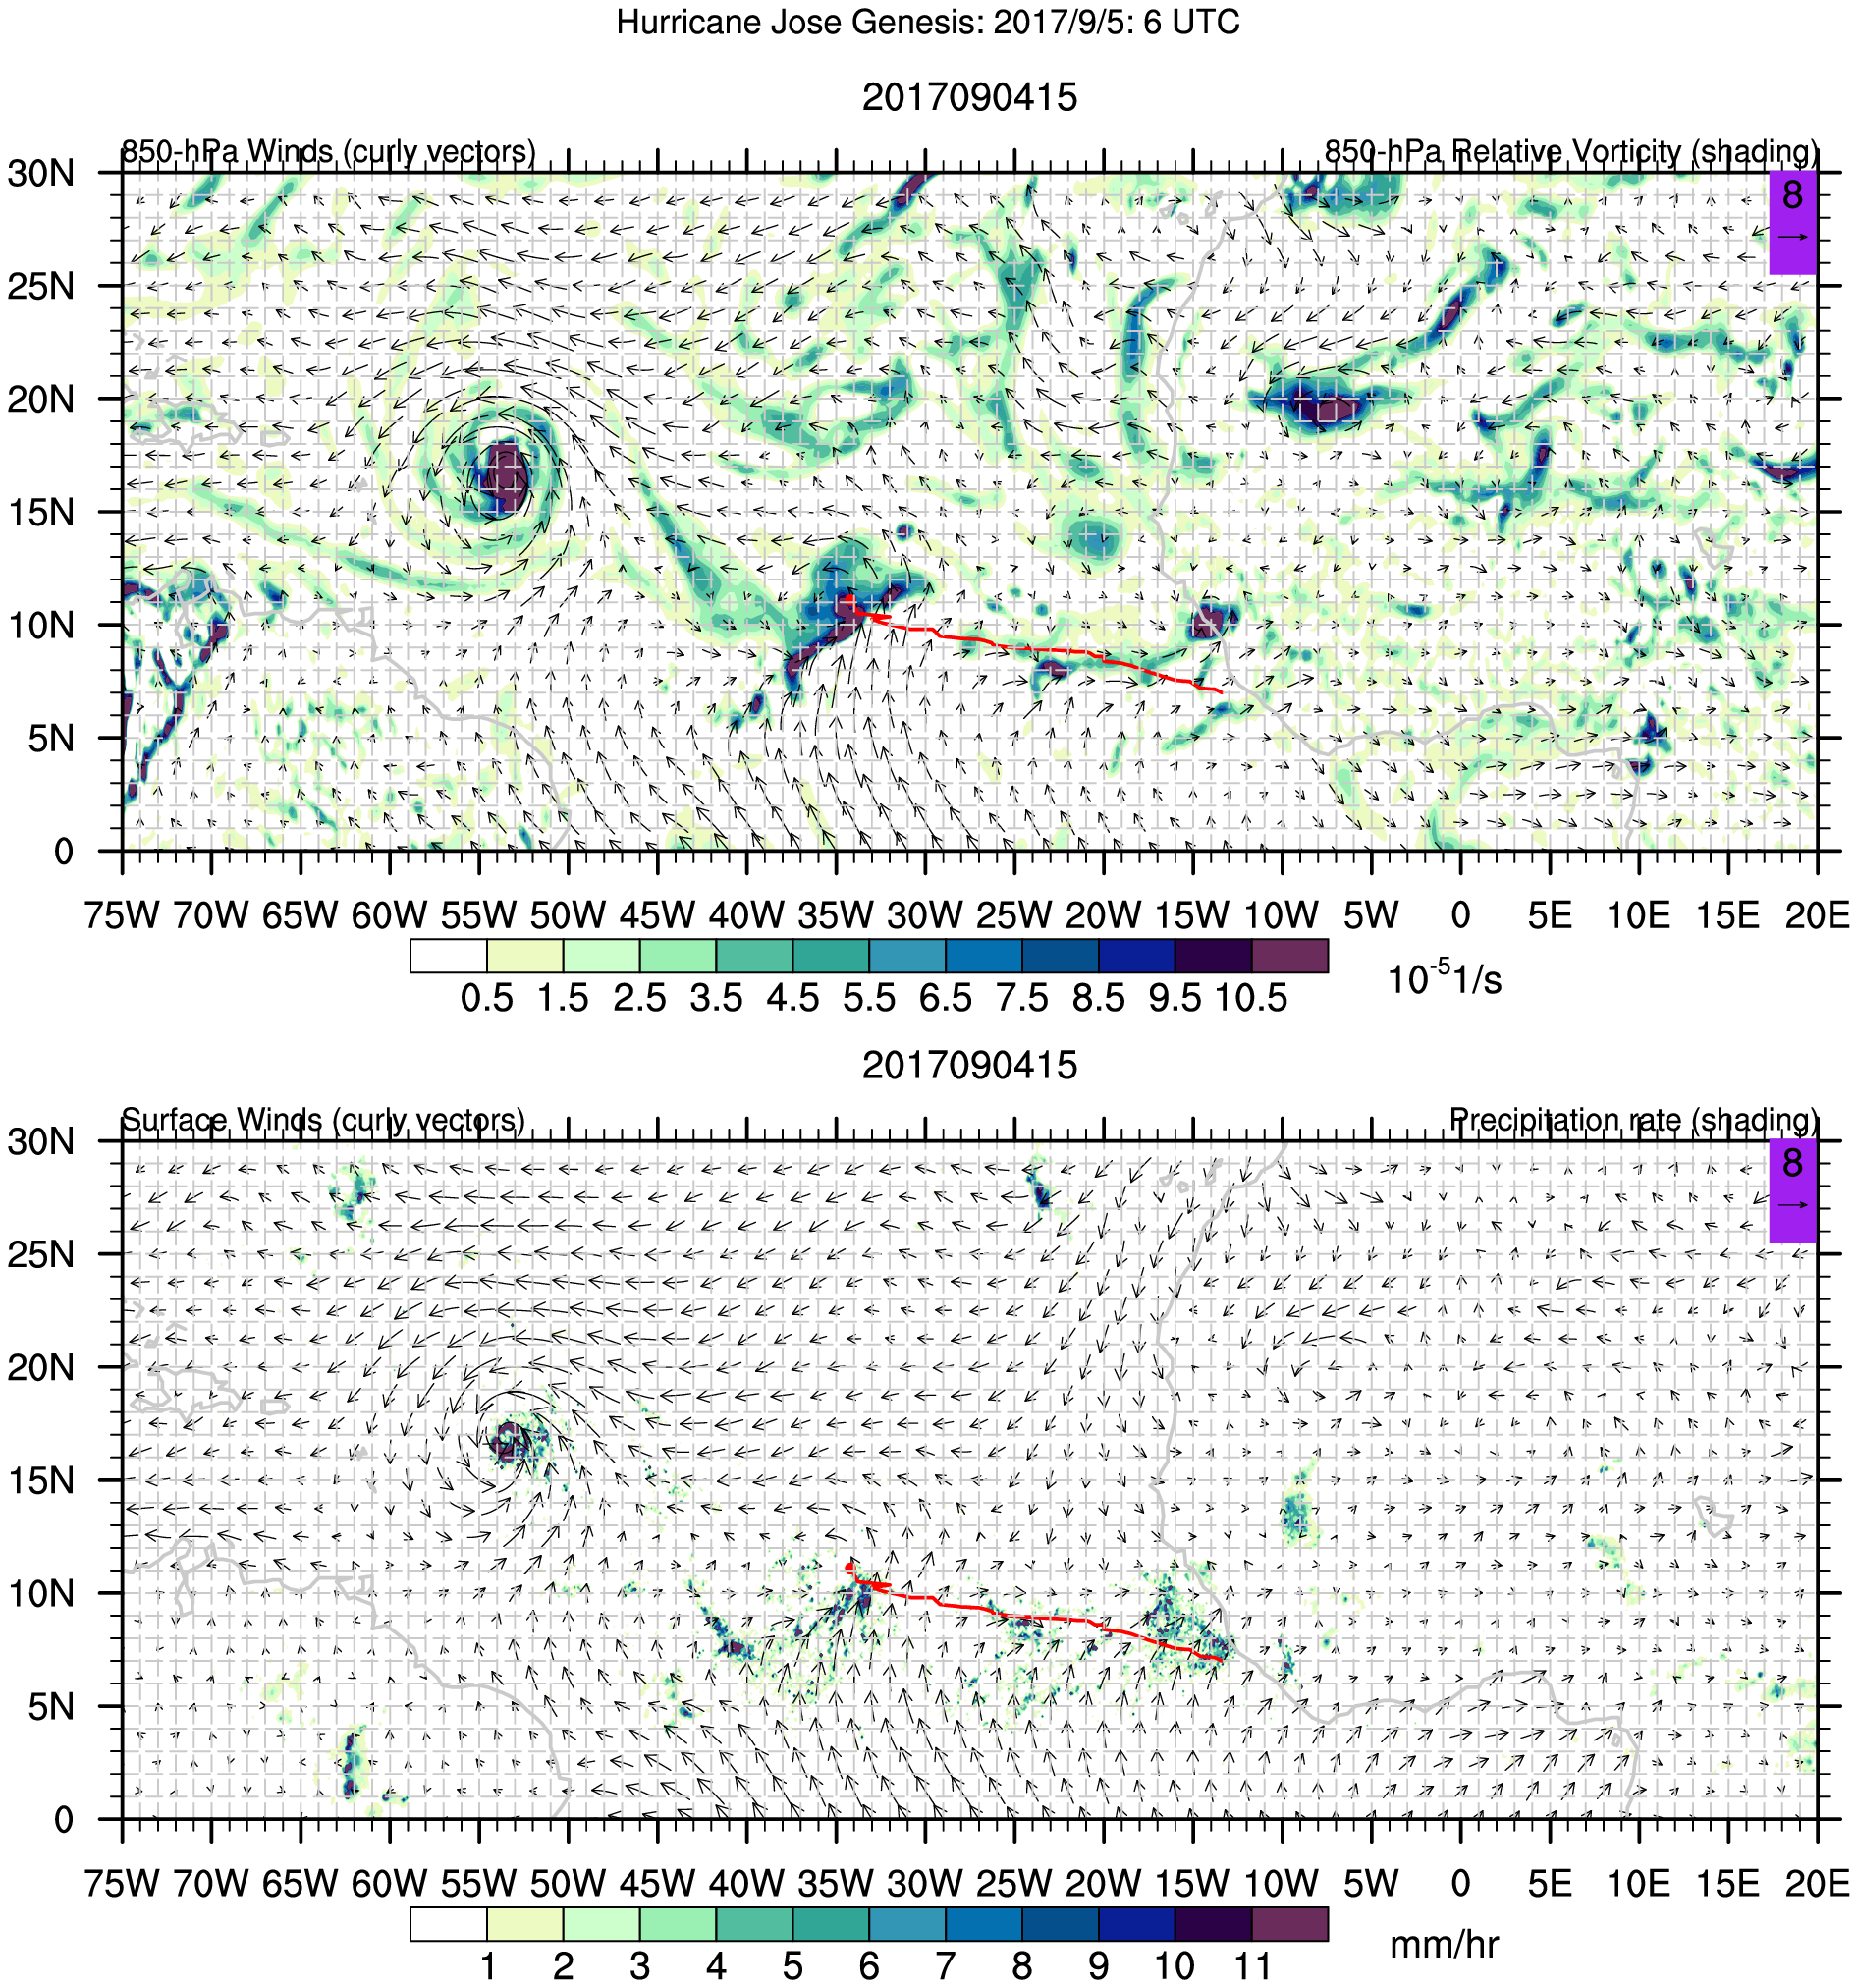 Hurricane Jose Genesis: 2017/9/5: 6 UTC
2017090415
850-hPa Winds (curly vectors)
850-hPa Relative Vorticity (shading)
8
30N
25N
20N
15N
10N
5N
0
75W 70W 65W 60W 55W 50W 45W 40W 35W 30W 25W 20W 15W 10W 5W 0 5E 10E 15E 20E
0.5 1.5 2.5 3.5 4.5 5.5 6.5 7.5 8.5 9.5 10.5
10⁻⁵1/s
2017090415
Surface Winds (curly vectors)
Precipitation rate (shading)
8
30N
25N
20N
15N
10N
5N
0
75W 70W 65W 60W 55W 50W 45W 40W 35W 30W 25W 20W 15W 10W 5W 0 5E 10E 15E 20E
1 2 3 4 5 6 7 8 9 10 11
mm/hr